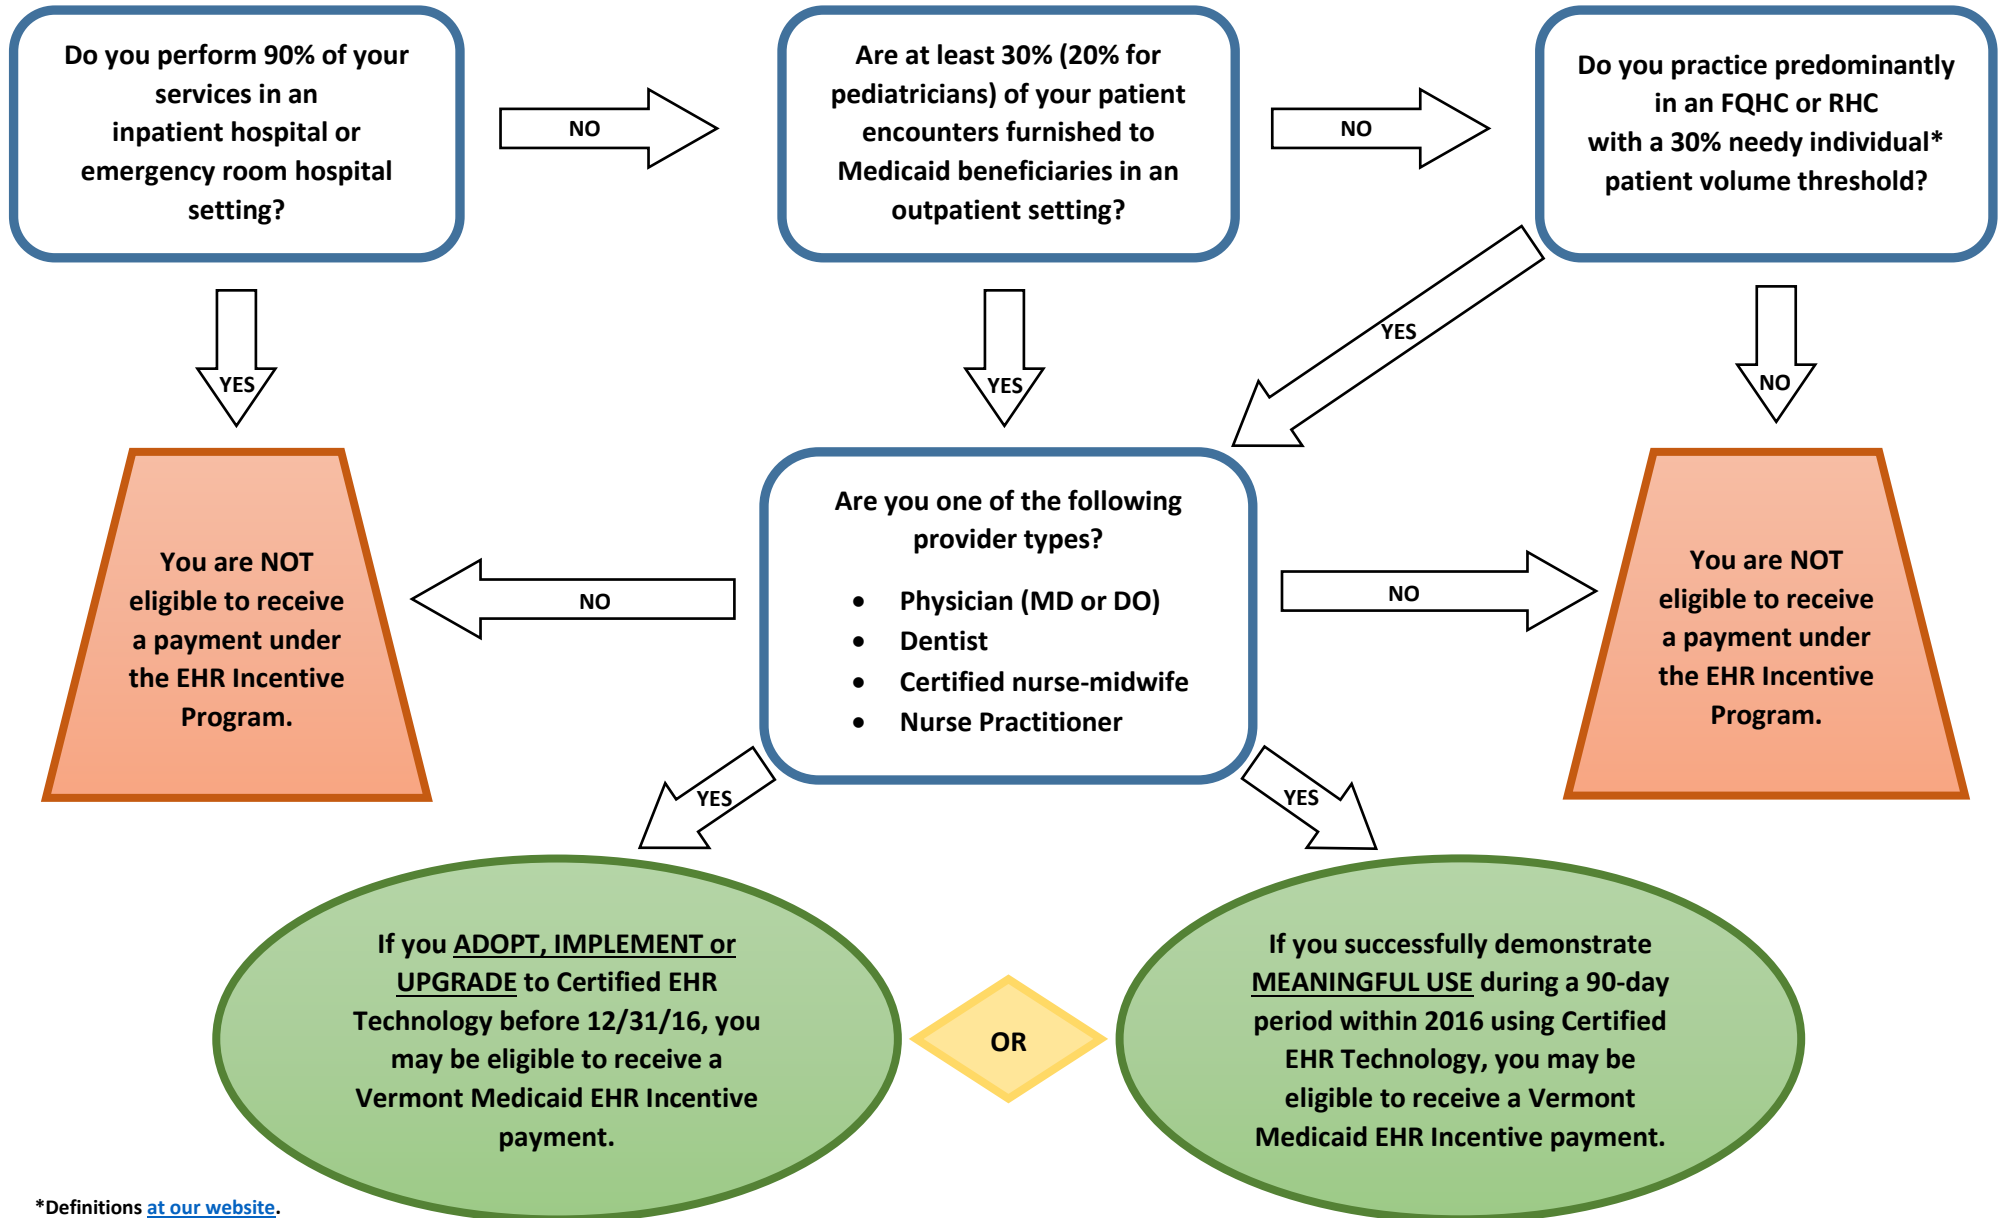 Do you perform 90% of your
services in an
inpatient hospital or
emergency room hospital
setting?
NO
Are at least 30% (20% for
pediatricians) of your patient
encounters furnished to
Medicaid beneficiaries in an
outpatient setting?
NO
Do you practice predominantly
in an FQHC or RHC
with a 30% needy individual*
patient volume threshold?
YES
YES
YES
NO
You are NOT
eligible to receive
a payment under
the EHR Incentive
Program.
NO
Are you one of the following
provider types?
• Physician (MD or DO)
• Dentist
• Certified nurse-midwife
• Nurse Practitioner
NO
You are NOT
eligible to receive
a payment under
the EHR Incentive
Program.
YES
YES
If you ADOPT, IMPLEMENT or
UPGRADE to Certified EHR
Technology before 12/31/16, you
may be eligible to receive a
Vermont Medicaid EHR Incentive
payment.
OR
If you successfully demonstrate
MEANINGFUL USE during a 90-day
period within 2016 using Certified
EHR Technology, you may be
eligible to receive a Vermont
Medicaid EHR Incentive payment.
*Definitions at our website.